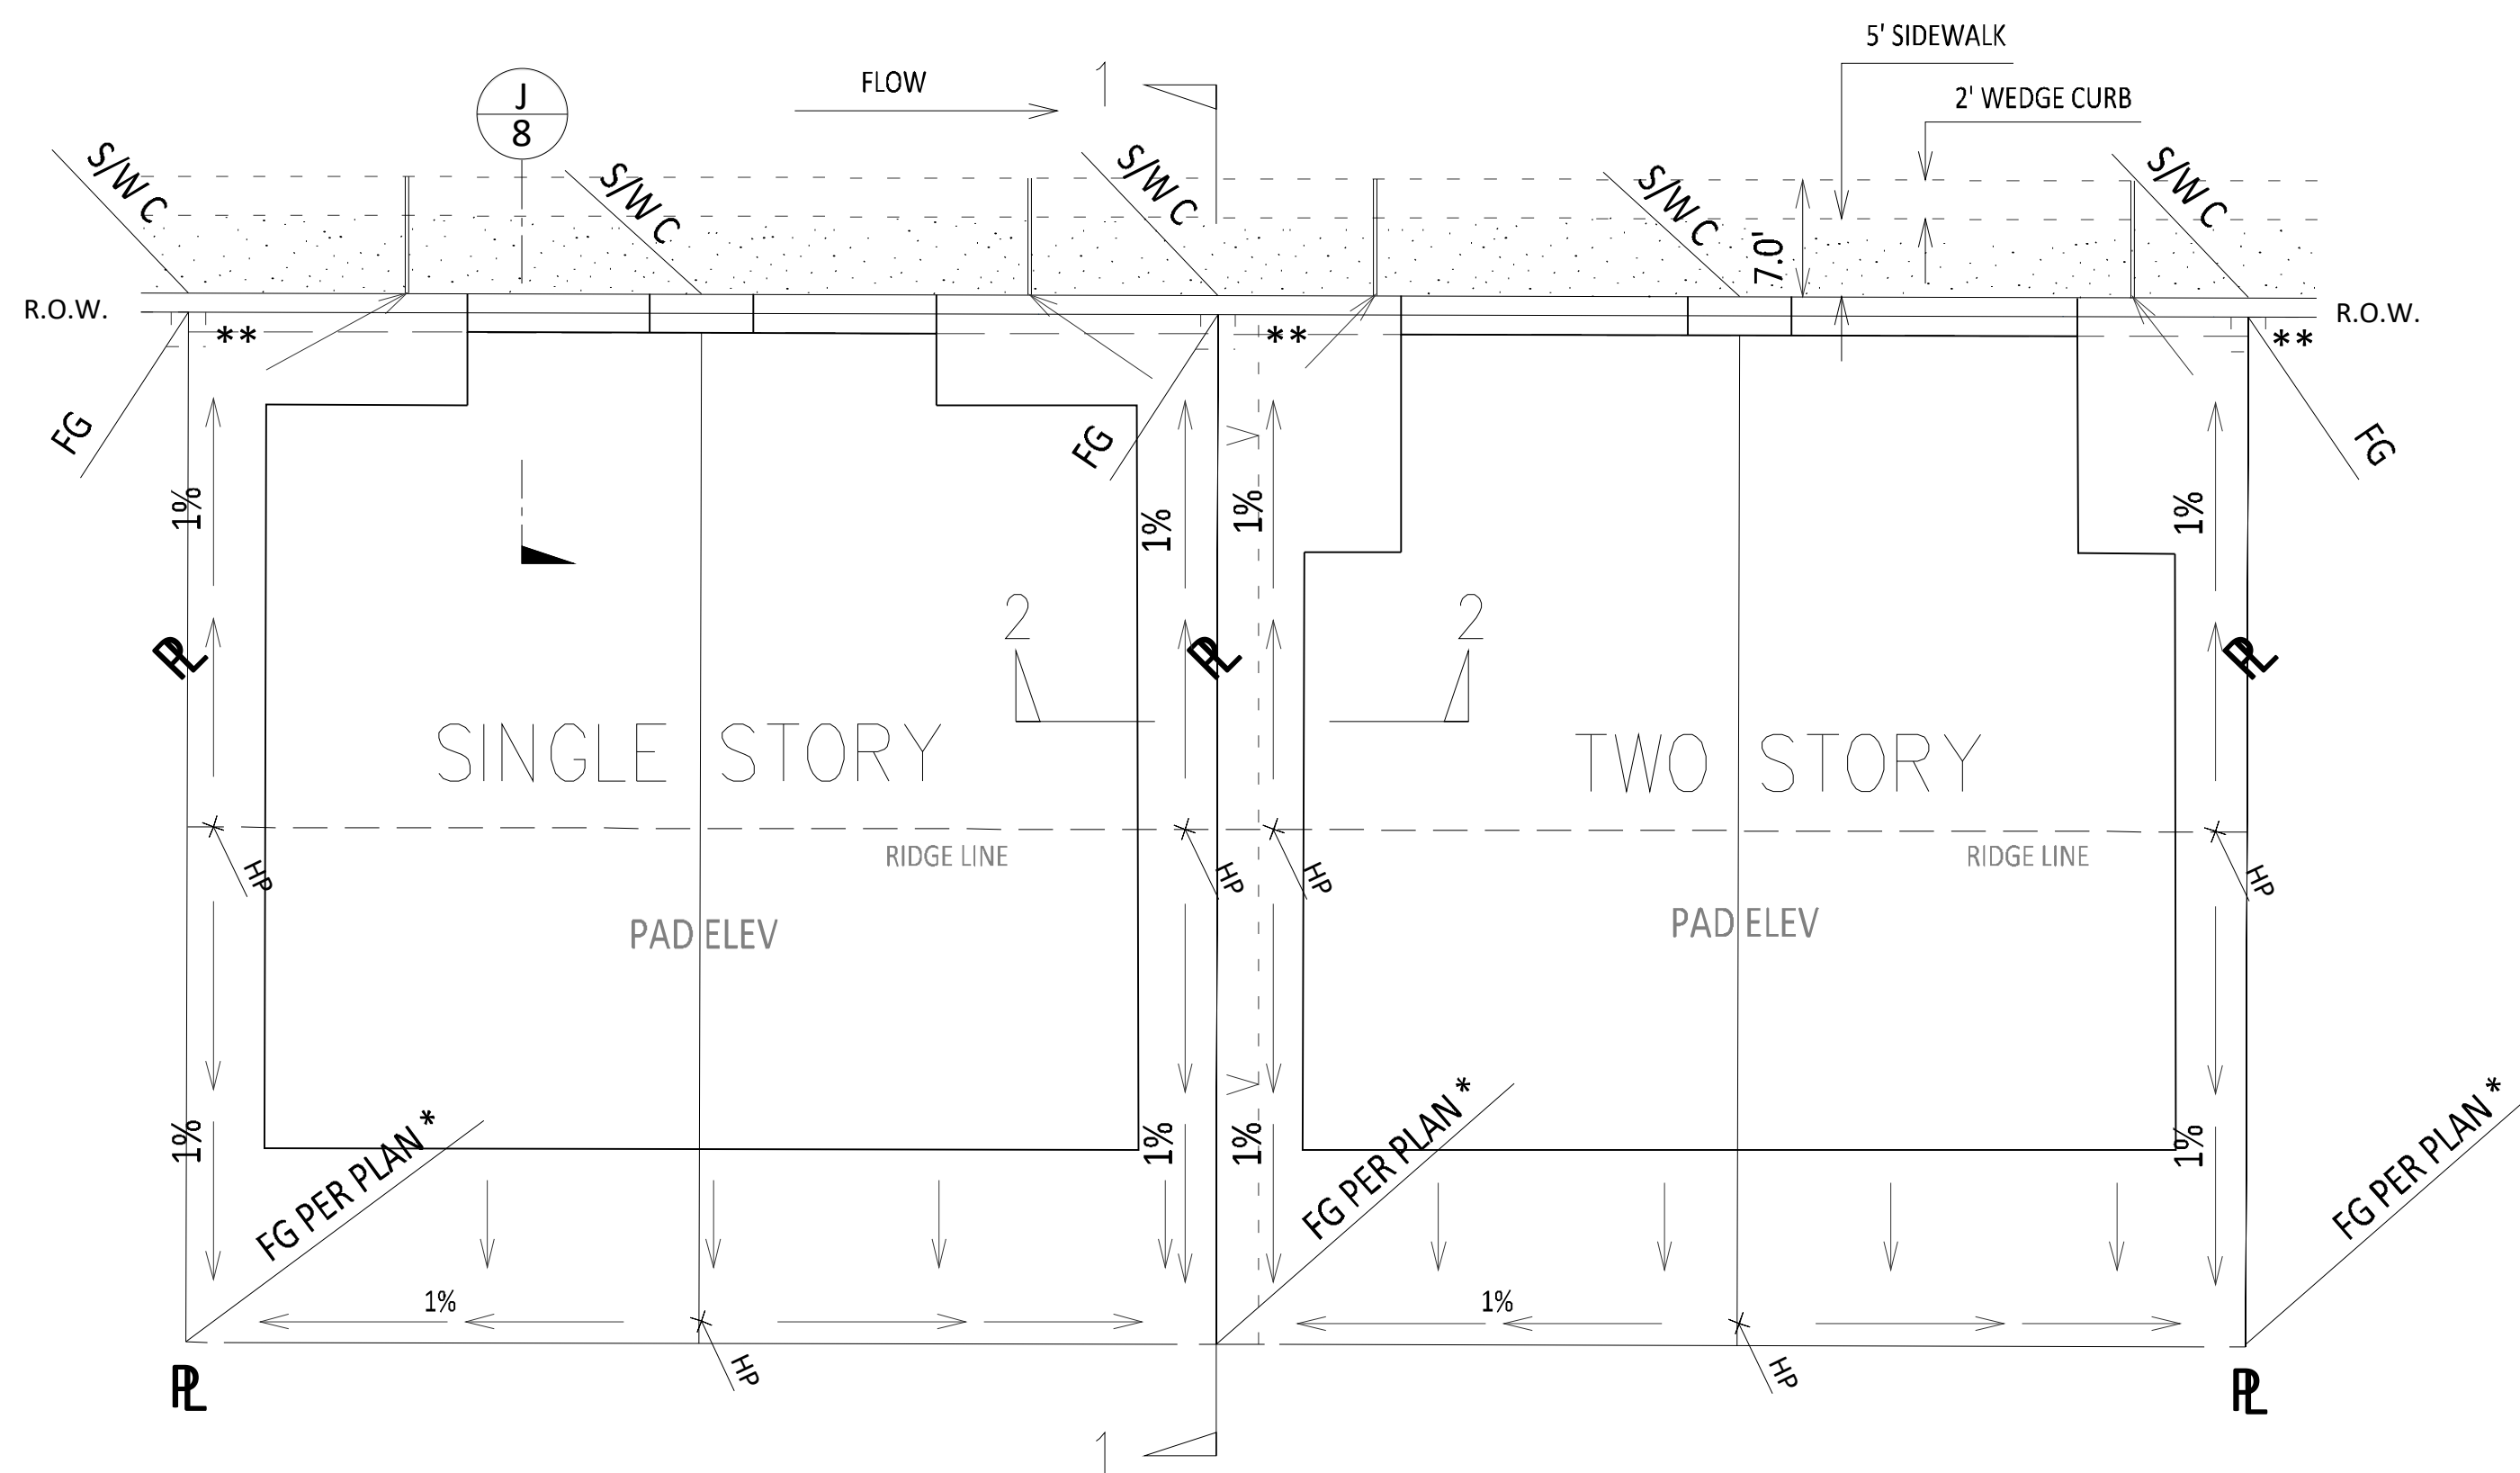 5' SIDEWALK
FLOW
1
J
8
2' WEDGE CURB
S/W C
S/W C
S/W C
S/W C
S/W C
7.0'
R.O.W.
R.O.W.
**
**
**
FG
FG
FG
1%
1%
1%
1%
2
2
PL
PL
PL
SINGLE STORY
TWO STORY
RIDGE LINE
RIDGE LINE
HP
HP
HP
HP
PAD ELEV
PAD ELEV
1%
1%
1%
1%
FG PER PLAN *
FG PER PLAN *
FG PER PLAN *
1%
1%
HP
HP
PL
PL
1